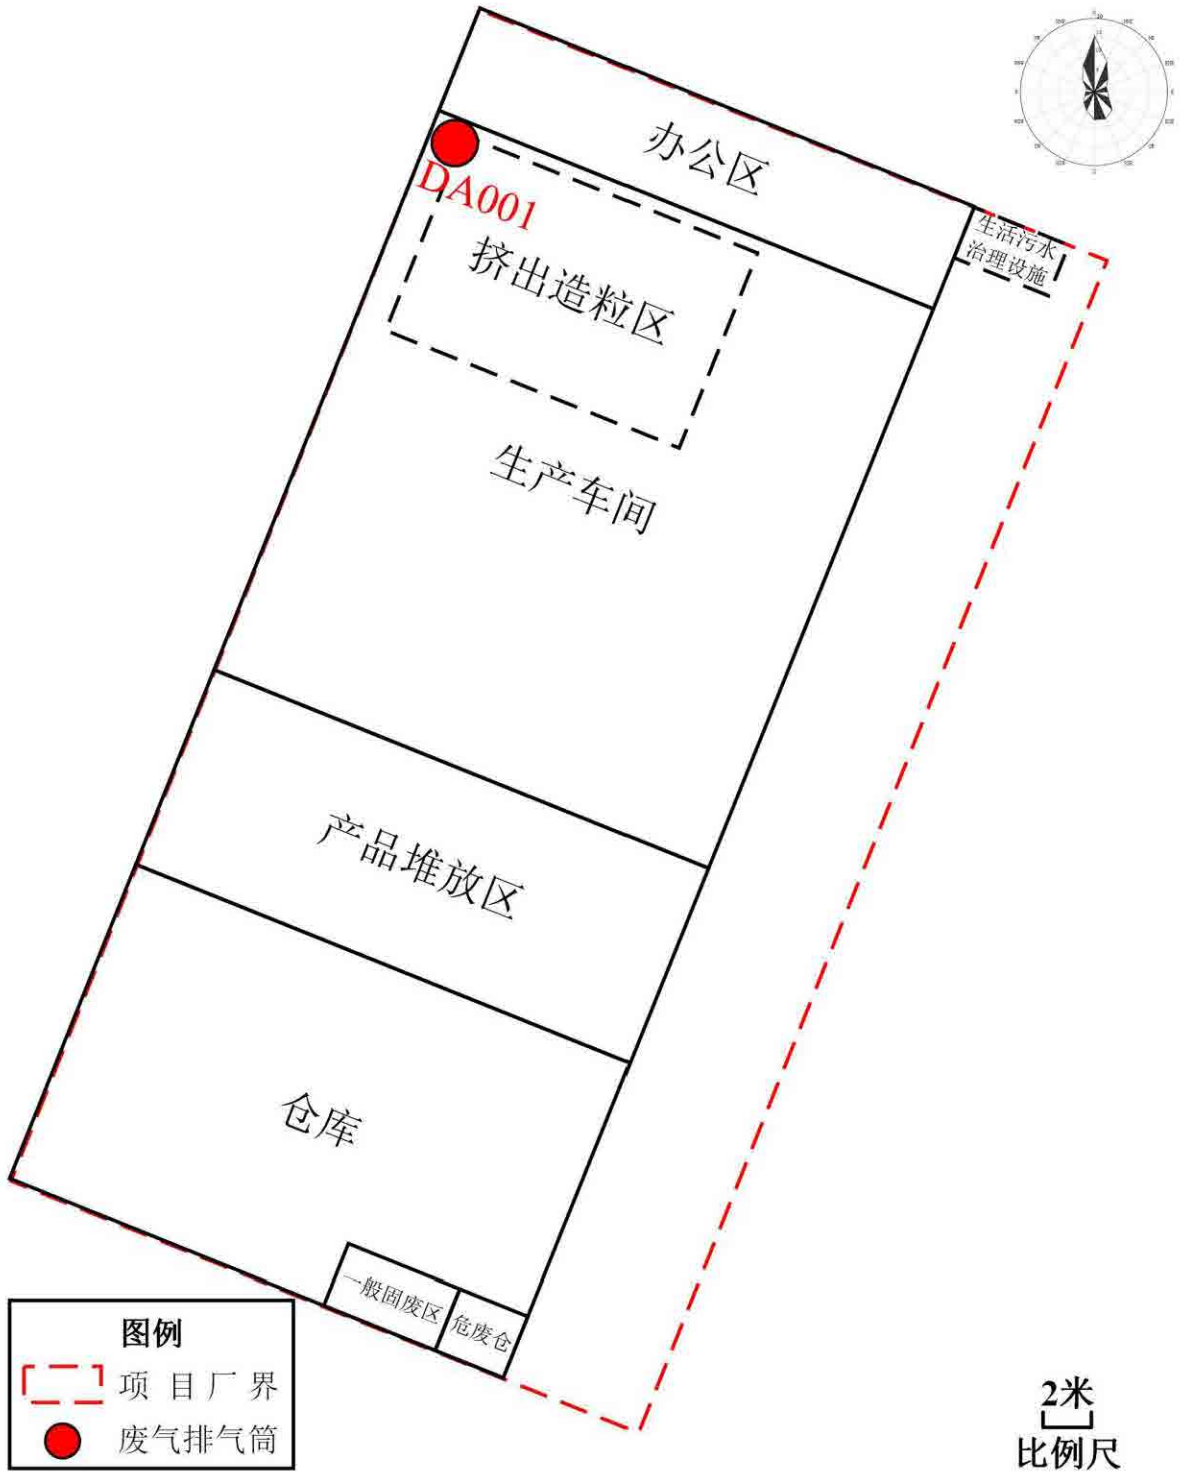 办公区
DA001
生活污水
治理设施
挤出造粒区
生产车间
产品堆放区
仓库
一般固废区
危废仓
图例
项目厂界
废气排气筒
2米
比例尺